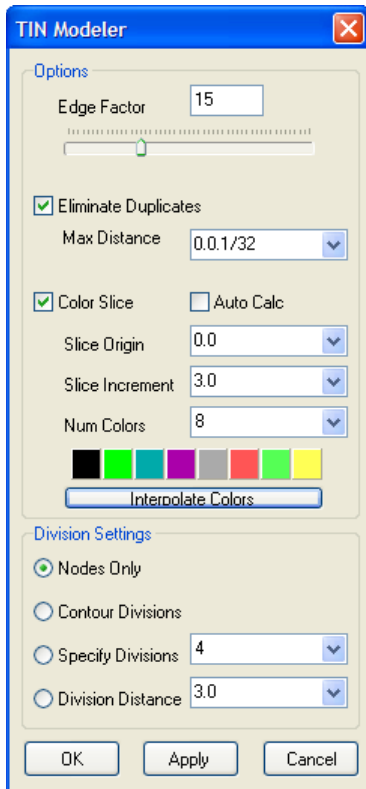 TIN Modeler
Options
Edge Factor 15
Eliminate Duplicates
Max Distance 0.0.1/32
Color Slice Auto Calc
Slice Origin 0.0
Slice Increment 3.0
Num Colors 8
Interpolate Colors
Division Settings
Nodes Only
Contour Divisions
Specify Divisions 4
Division Distance 3.0
OK Apply Cancel